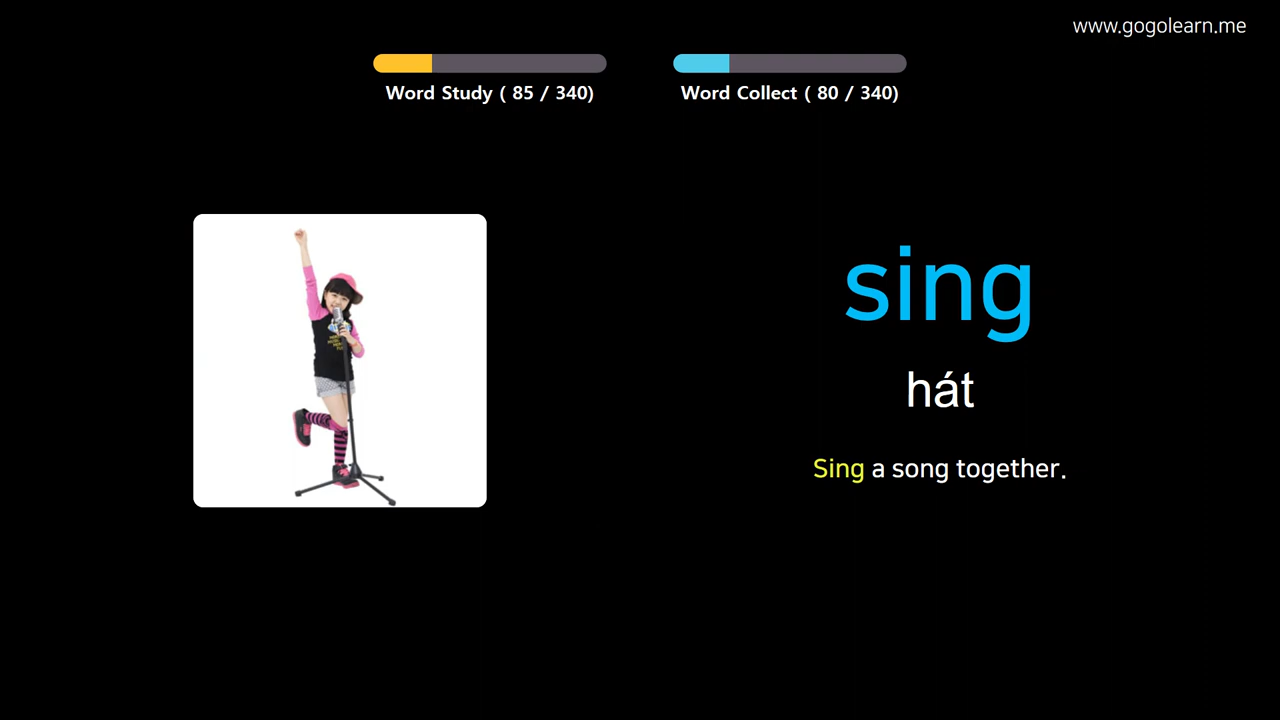 www.gogolearn.me
Word Study ( 85 / 340)
Word Collect ( 80 / 340)
sing
hát
Sing a song together.